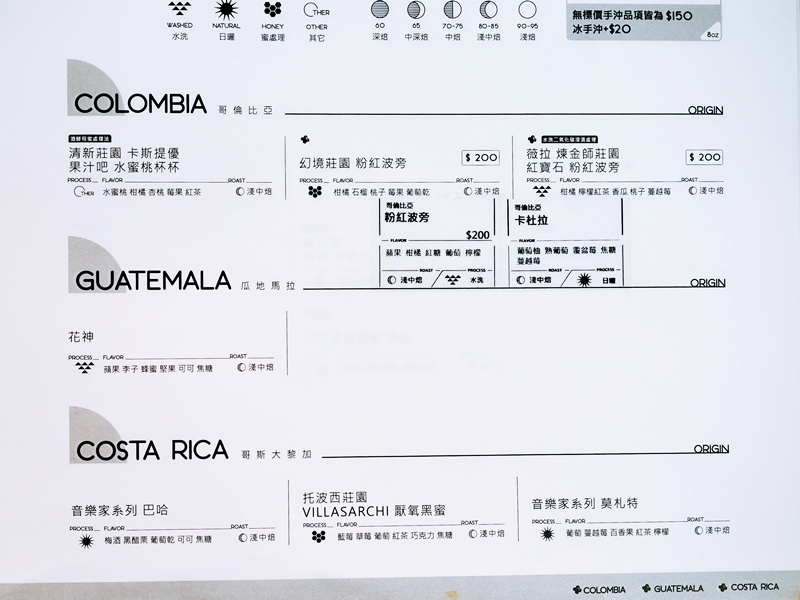 WASHED
水洗
NATURAL
日曬
HONEY
蜜處理
OTHER
OTHER
其它
60
深焙
65
中深焙
70-75
中焙
80-85
淺中焙
90-95
淺焙
無標價手沖品項皆為 $150
冰手沖+$20
8oz
COLOMBIA 哥倫比亞
ORIGIN
酒酵母蜜處理法
清新莊園 卡斯提優
果汁吧 水蜜桃杯杯
PROCESS FLAVOR ROAST
OTHER 水蜜桃 柑橘 杏桃 莓果 紅茶 淺中焙
幻境莊園 粉紅波旁
$ 200
PROCESS FLAVOR ROAST
柑橘 石榴 桃子 莓果 葡萄乾 淺中焙
薇拉 煉金師莊園
紅寶石 粉紅波旁
$ 200
PROCESS FLAVOR ROAST
柑橘 檸檬紅茶 香瓜 桃子 蔓越莓 淺中焙
哥倫比亞
粉紅波旁
$200
FLAVOR
蘋果 柑橘 紅糖 葡萄 檸檬
ROAST PROCESS
淺中焙 水洗
哥倫比亞
卡杜拉
FLAVOR
葡萄柚 熟葡萄 覆盆莓 焦糖
蔓越莓
ROAST PROCESS
淺中焙 日曬
GUATEMALA 瓜地馬拉
ORIGIN
花神
PROCESS FLAVOR ROAST
蘋果 李子 蜂蜜 堅果 可可 焦糖 淺中焙
COSTA RICA 哥斯大黎加
ORIGIN
音樂家系列 巴哈
PROCESS FLAVOR ROAST
梅酒 黑醋栗 葡萄乾 可可 焦糖 淺中焙
托波西莊園
VILLASARCHI 厭氧黑蜜
PROCESS FLAVOR ROAST
藍莓 草莓 葡萄 紅茶 巧克力 焦糖 淺中焙
音樂家系列 莫札特
PROCESS FLAVOR ROAST
葡萄 蔓越莓 百香果 紅茶 檸檬 淺中焙
COLOMBIA GUATEMALA COSTA RICA